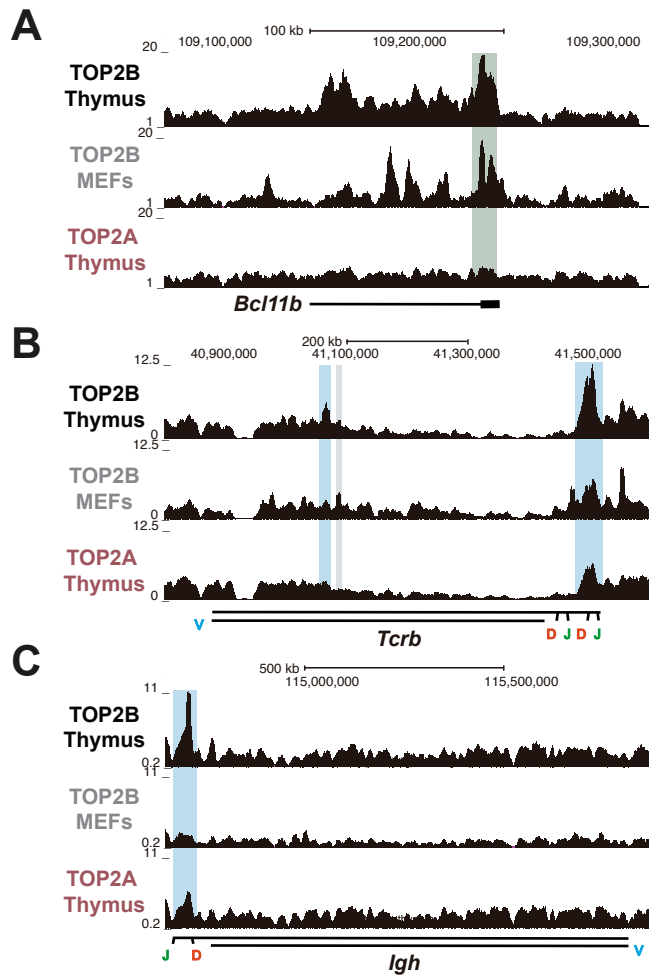 A
100 kb
109,100,000 109,200,000 109,300,000
20
TOP2B
Thymus
1
20
TOP2B
MEFs
1
20
TOP2A
Thymus
1
Bcl11b
B
200 kb
40,900,000 41,100,000 41,300,000 41,500,000
12.5
TOP2B
Thymus
0
12.5
TOP2B
MEFs
0
12.5
TOP2A
Thymus
0
V D J D J
Tcrb
C
500 kb
115,000,000 115,500,000
11
TOP2B
Thymus
0.2
11
TOP2B
MEFs
0.2
11
TOP2A
Thymus
0.2
J D V
Igh